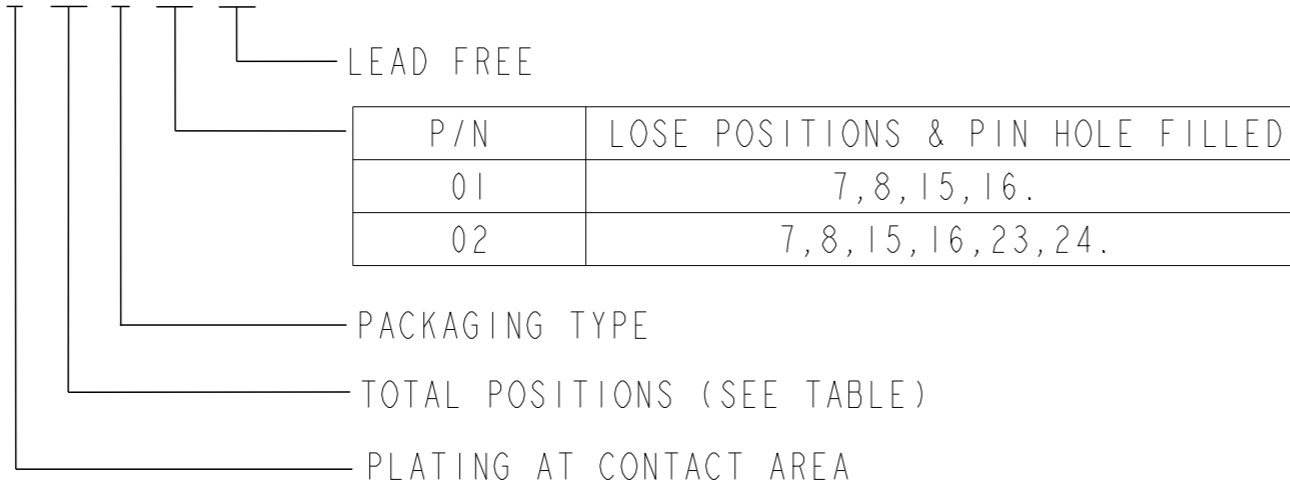 LEAD FREE
P/N LOSE POSITIONS & PIN HOLE FILLED
01 7,8,15,16.
02 7,8,15,16,23,24.
PACKAGING TYPE
TOTAL POSITIONS (SEE TABLE)
PLATING AT CONTACT AREA